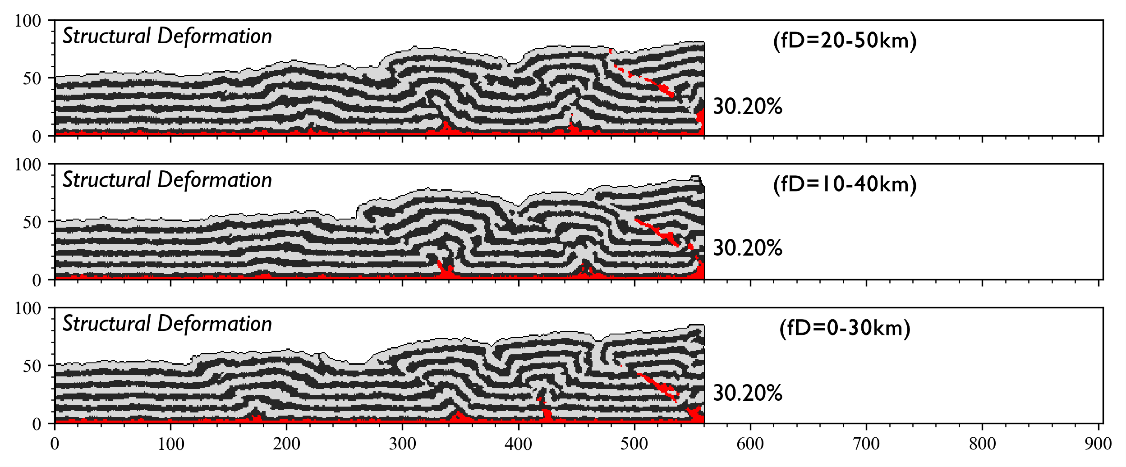 100
Structural Deformation
(fD=20-50km)
50
30.20%
0
100
Structural Deformation
(fD=10-40km)
50
30.20%
0
100
Structural Deformation
(fD=0-30km)
50
30.20%
0
0 100 200 300 400 500 600 700 800 900